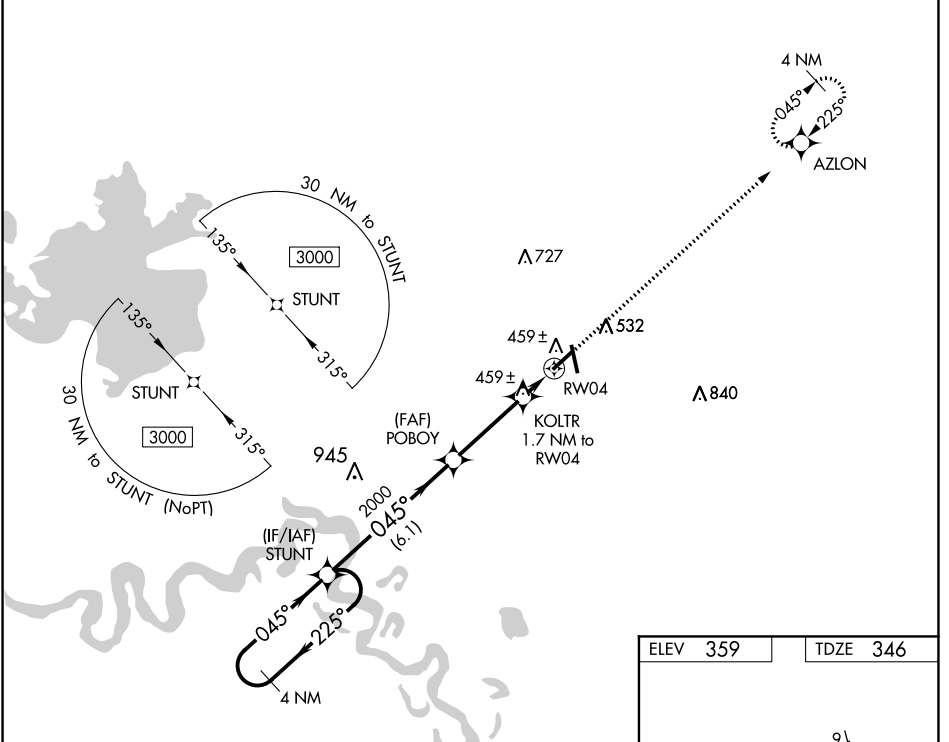 4 NM
045°
225°
AZLON
30 NM to STUNT
135°
3000
STUNT
315°
727
135°
STUNT
3000
315°
30 NM to STUNT (NoPT)
532
459±
RW04
459±
KOLTR
1.7 NM to
RW04
840
(FAF)
POBOY
945
2000
045°
(6.1)
(IF/IAF)
STUNT
045°
225°
4 NM
ELEV 359
TDZE 346